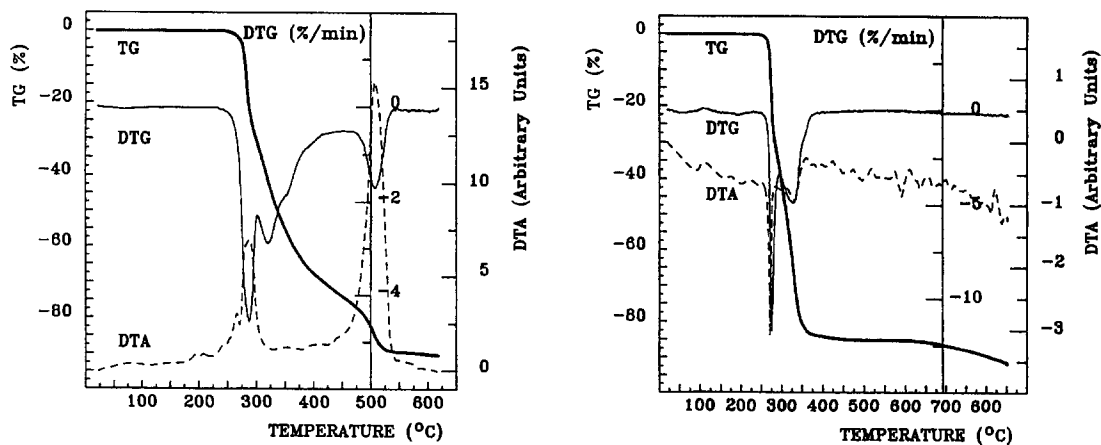 0
-20
-40
-60
-80
TG (%)
DTG (%/min)
TG
DTG
DTA
0
-2
-4
15
10
5
0
DTA (Arbitrary Units)
100 200 300 400 500 600
TEMPERATURE (°C)
0
-20
-40
-60
-80
TG (%)
DTG (%/min)
TG
DTG
DTA
0
-5
-10
1
0
-1
-2
-3
DTA (Arbitrary Units)
100 200 300 400 500 600 700 800
TEMPERATURE (°C)